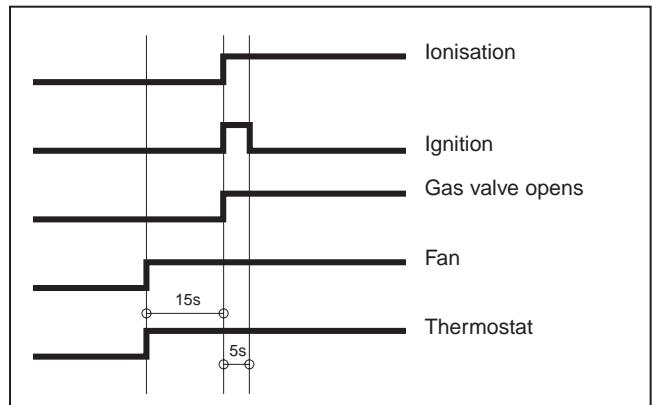 Ionisation
Ignition
Gas valve opens
Fan
15s
Thermostat
5s